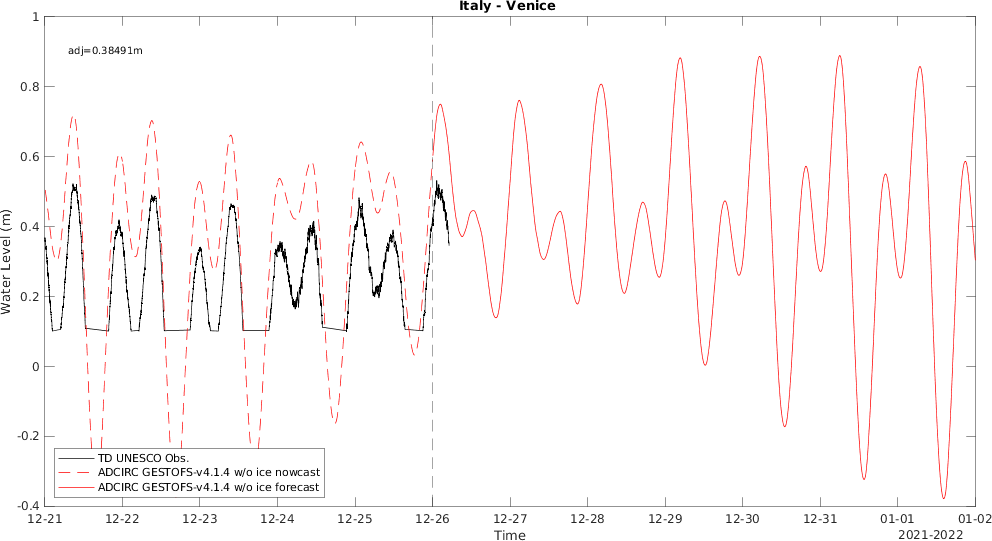 Italy - Venice
adj=0.38491m
Water Level (m)
1
0.8
0.6
0.4
0.2
0
-0.2
-0.4
TD UNESCO Obs.
ADCIRC GESTOFS-v4.1.4 w/o ice nowcast
ADCIRC GESTOFS-v4.1.4 w/o ice forecast
12-21 12-22 12-23 12-24 12-25 12-26 12-27 12-28 12-29 12-30 12-31 01-01 01-02
Time
2021-2022